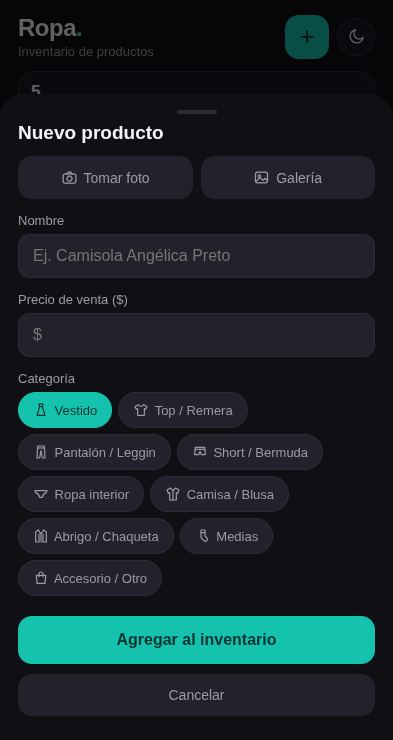 Ropa.
Inventario de productos
5
Nuevo producto
Tomar foto
Galería
Nombre
Ej. Camisola Angélica Preto
Precio de venta ($)
$
Categoría
Vestido
Top / Remera
Pantalón / Leggin
Short / Bermuda
Ropa interior
Camisa / Blusa
Abrigo / Chaqueta
Medias
Accesorio / Otro
Agregar al inventario
Cancelar